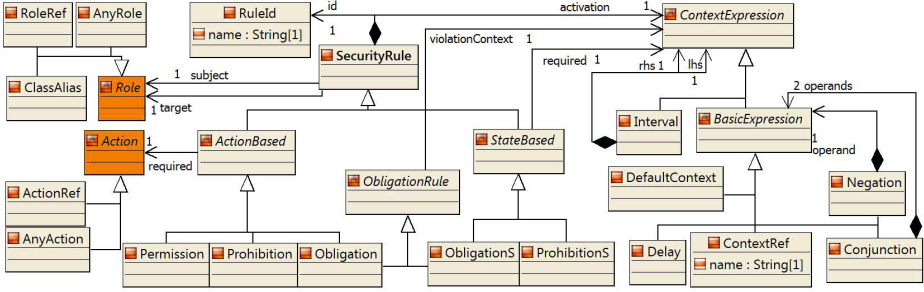 RoleRef
AnyRole
RuleId
name : String[1]
id
1
activation
1
ContextExpression
violationContext
1
SecurityRule
required
1
rhs 1
lhs
1
ClassAlias
Role
1
subject
1
target
2
operands
Interval
BasicExpression
1
operand
Action
1
required
ActionBased
StateBased
ObligationRule
DefaultContext
Negation
ActionRef
AnyAction
Permission
Prohibition
Obligation
ObligationS
ProhibitionS
Delay
ContextRef
name : String[1]
Conjunction